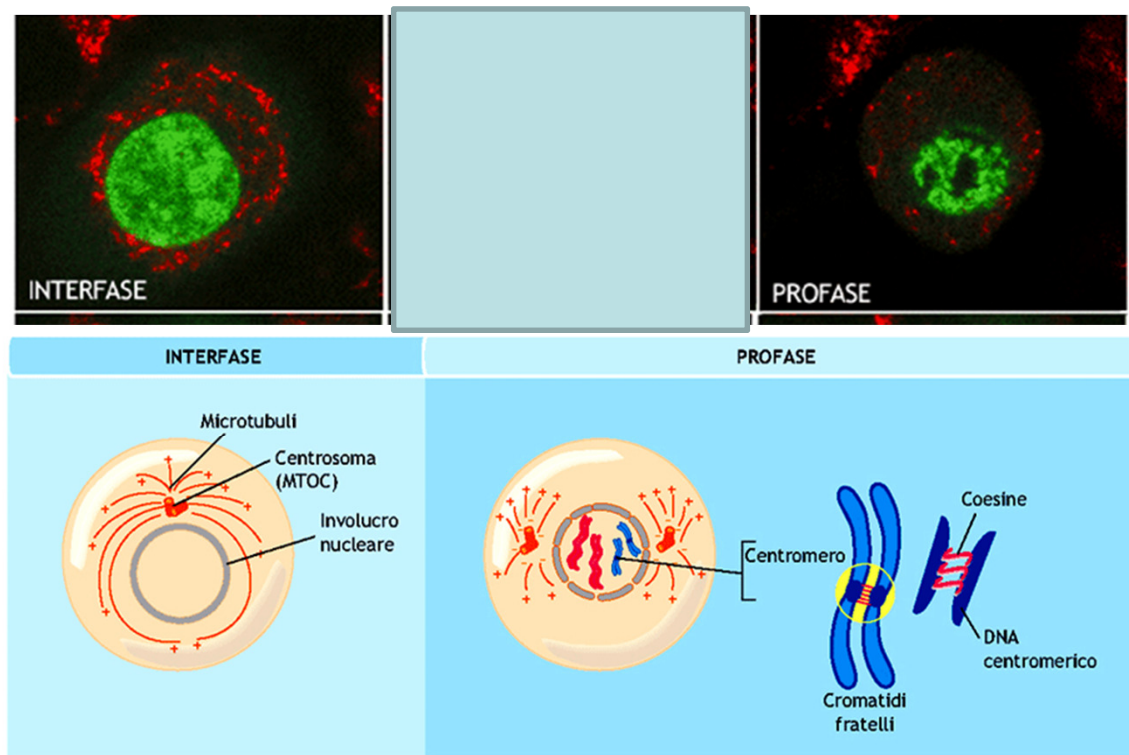 INTERFASE
PROFASE
INTERFASE
PROFASE
Microtubuli
Centrosoma
(MTOC)
Involucro
nucleare
Centromero
Coesine
DNA
centromerico
Cromatidi
fratelli